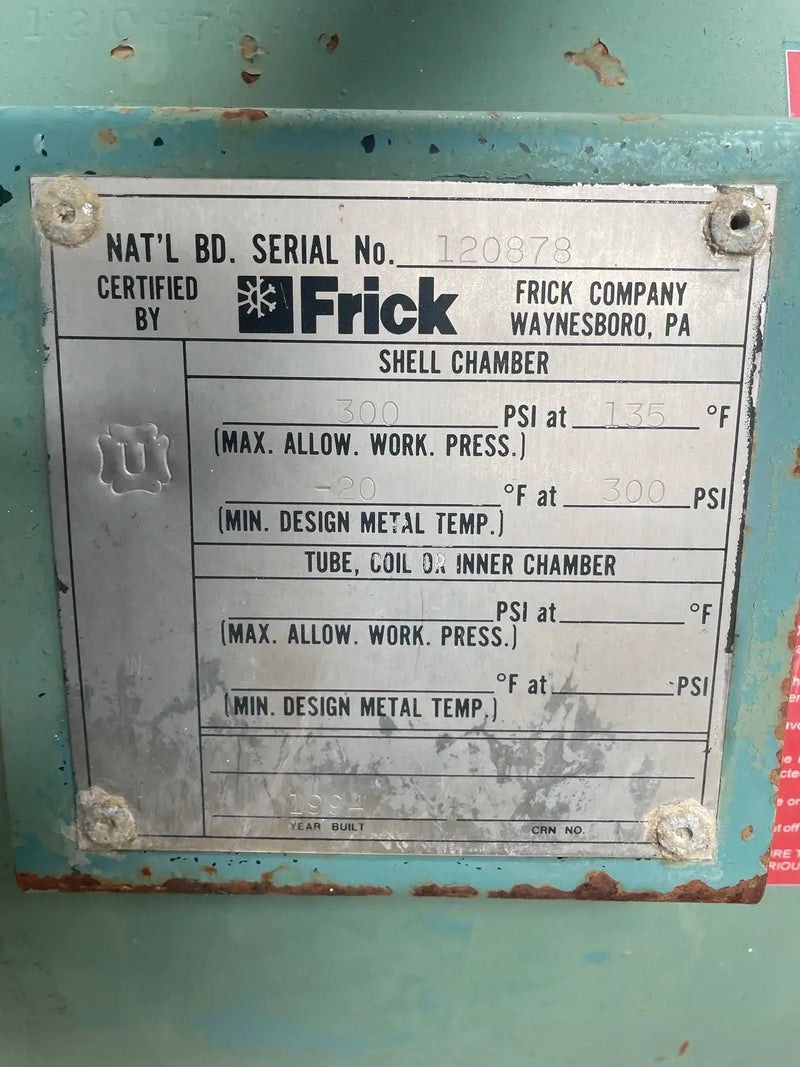 NAT'L BD. SERIAL No. 120878
CERTIFIED BY
Frick
FRICK COMPANY
WAYNESBORO, PA
SHELL CHAMBER
300 PSI at 135 °F
(MAX. ALLOW. WORK. PRESS.)
U
-20 °F at 300 PSI
(MIN. DESIGN METAL TEMP.)
TUBE, COIL OR INNER CHAMBER
PSI at °F
(MAX. ALLOW. WORK. PRESS.)
W
°F at PSI
(MIN. DESIGN METAL TEMP.)
1994
YEAR BUILT
CRN NO.